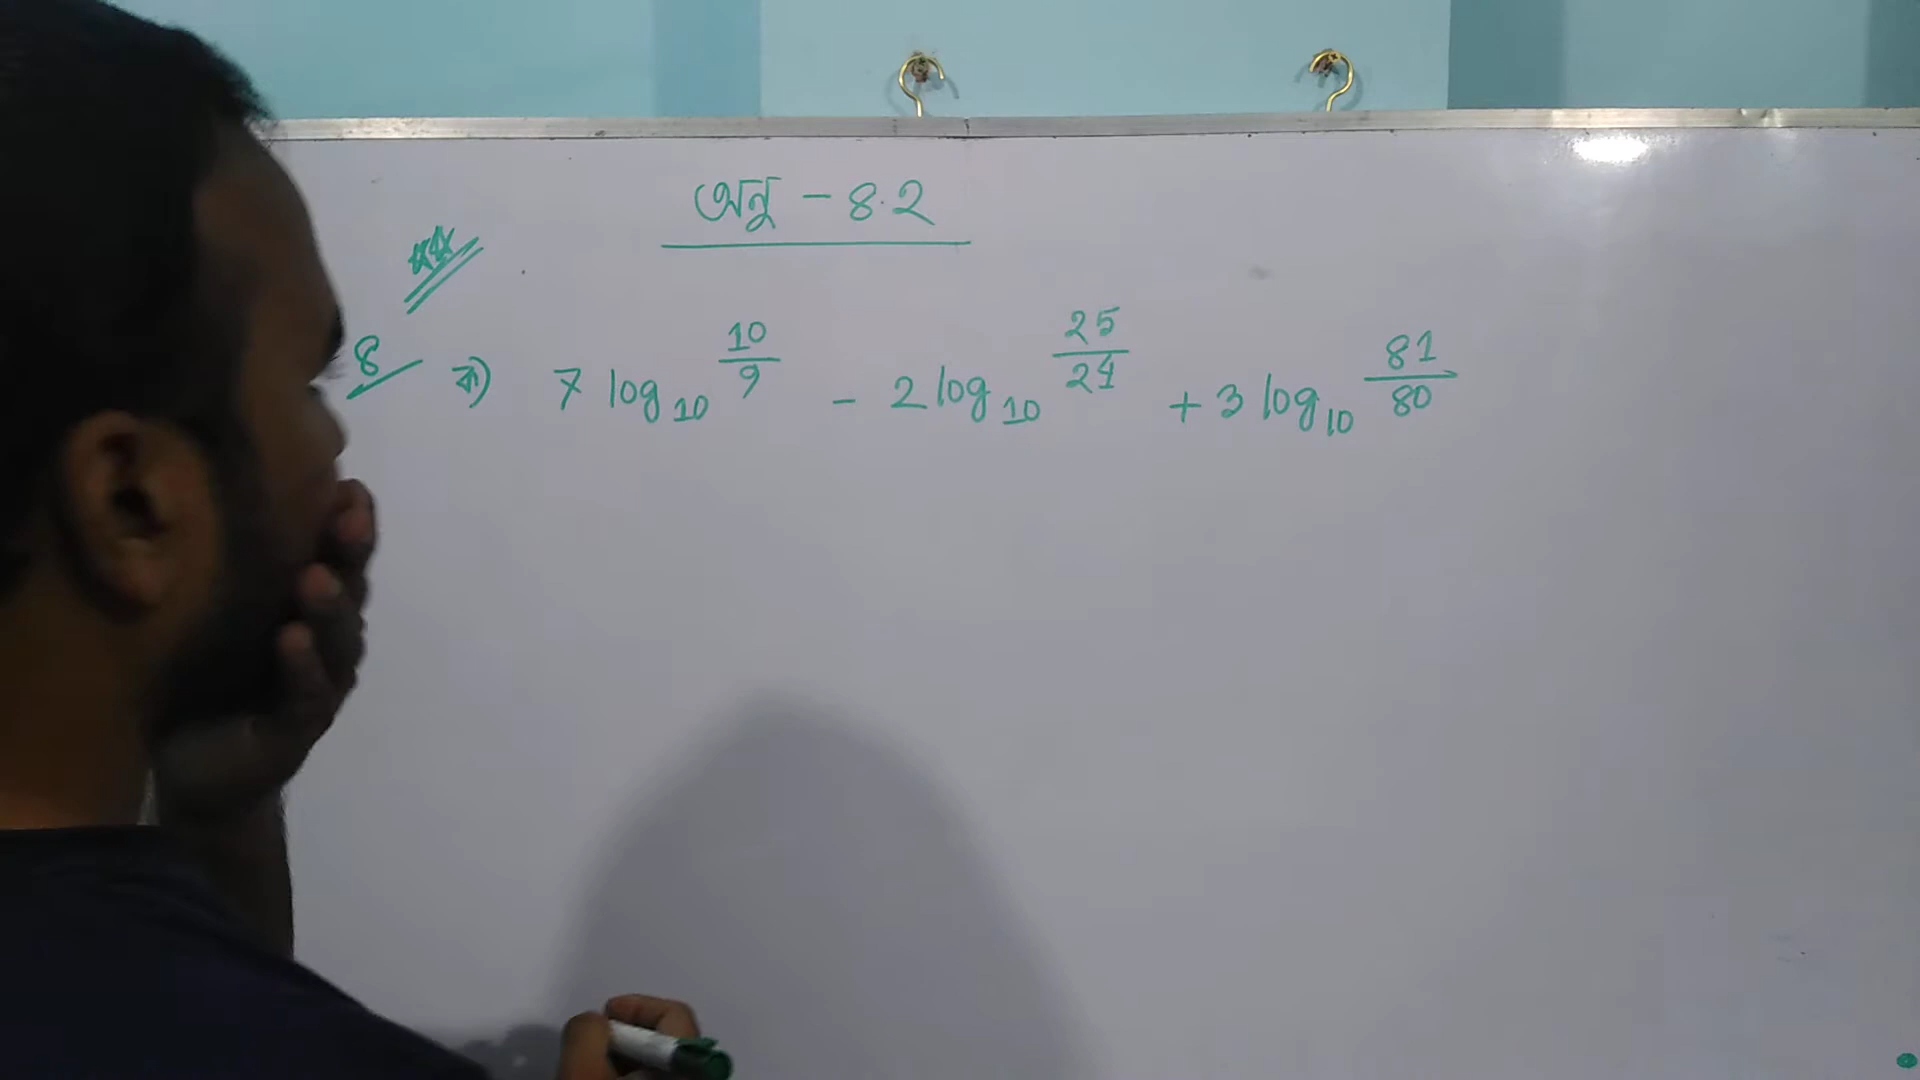 অনু - ৪.২
**
৪ ক) 7 log₁₀ 10/9 - 2 log₁₀ 25/24 + 3 log₁₀ 81/80